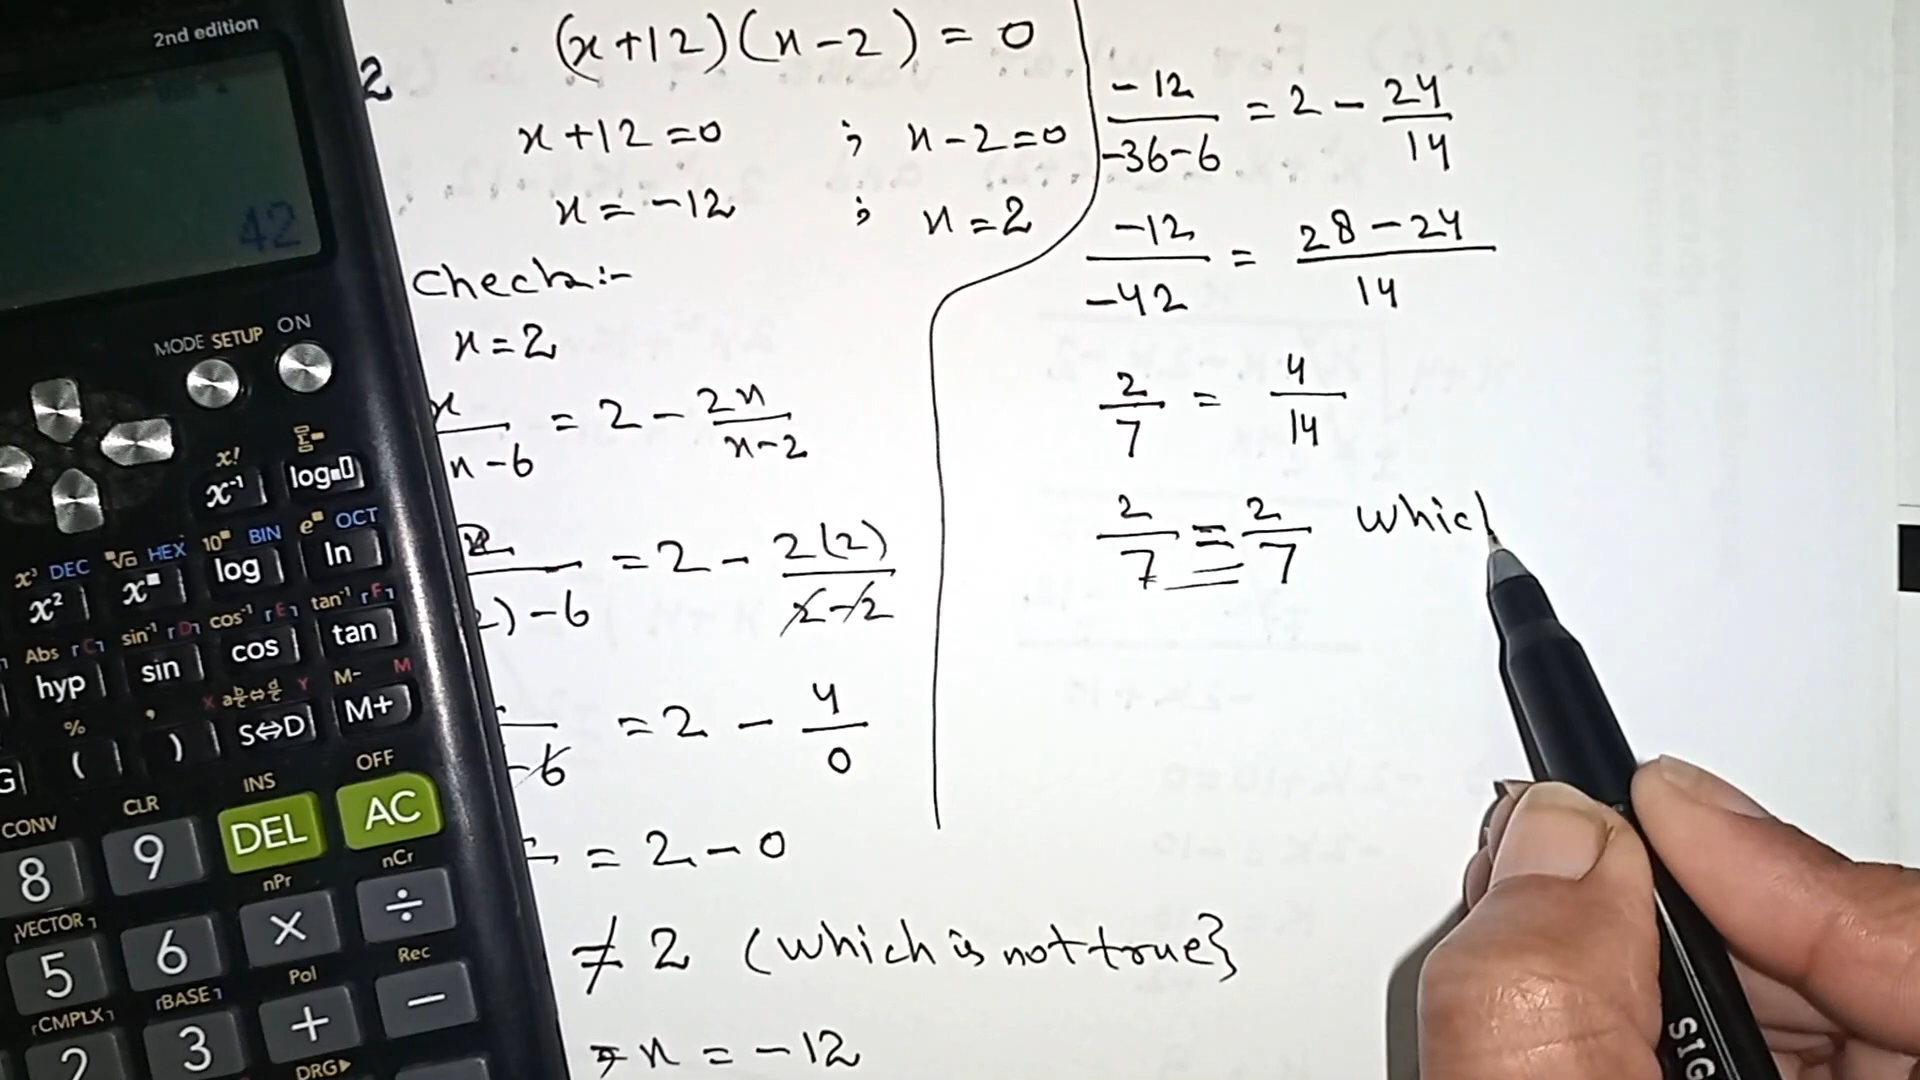 2nd edition
42
MODE SETUP ON
x! 
x⁻¹ log
DEC HEX 10 BIN e OCT
x² x log ln
sin⁻¹ D cos⁻¹ E tan⁻¹ F
Abs C
hyp sin cos tan
% , X Y M- M
( ) S⇔D M+
CONV CLR INS OFF
8 9 DEL AC
VECTOR nPr nCr
5 6 × ÷
CMPLX BASE Pol Rec
2 3 + −
DRG▶
2
(x+12)(x-2) = 0
x+12=0 ; x-2=0
x=-12 ; x=2
Check:-
x=2
x/(x-6) = 2 - 2x/(x-2)
2)-6 = 2 - 2(2)/(2-2)
-6 = 2 - 4/0
= 2-0
≠ 2 (which is not true}
x = -12
-12/(-36-6) = 2 - 24/14
-12/-42 = (28-24)/14
2/7 = 4/14
2/7 = 2/7 Which
SIG